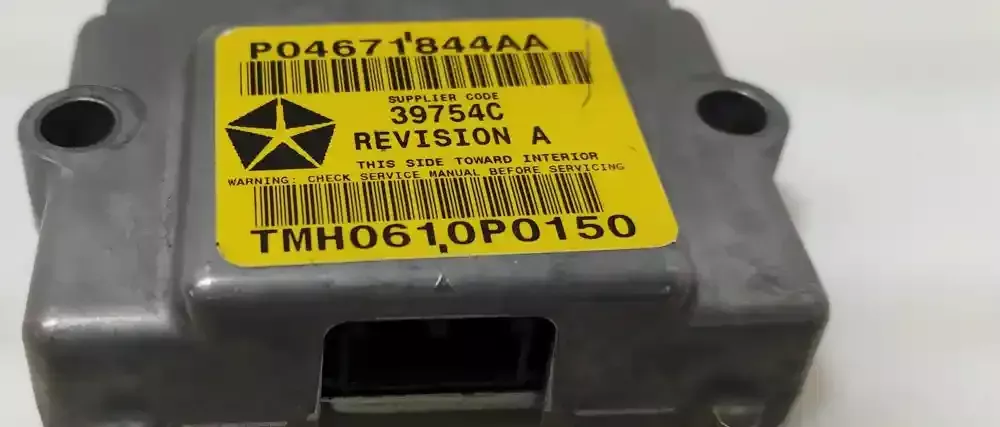 P04671844AA
SUPPLIER CODE
39754C
REVISION A
THIS SIDE TOWARD INTERIOR
WARNING: CHECK SERVICE MANUAL BEFORE SERVICING
TMH0610P0150